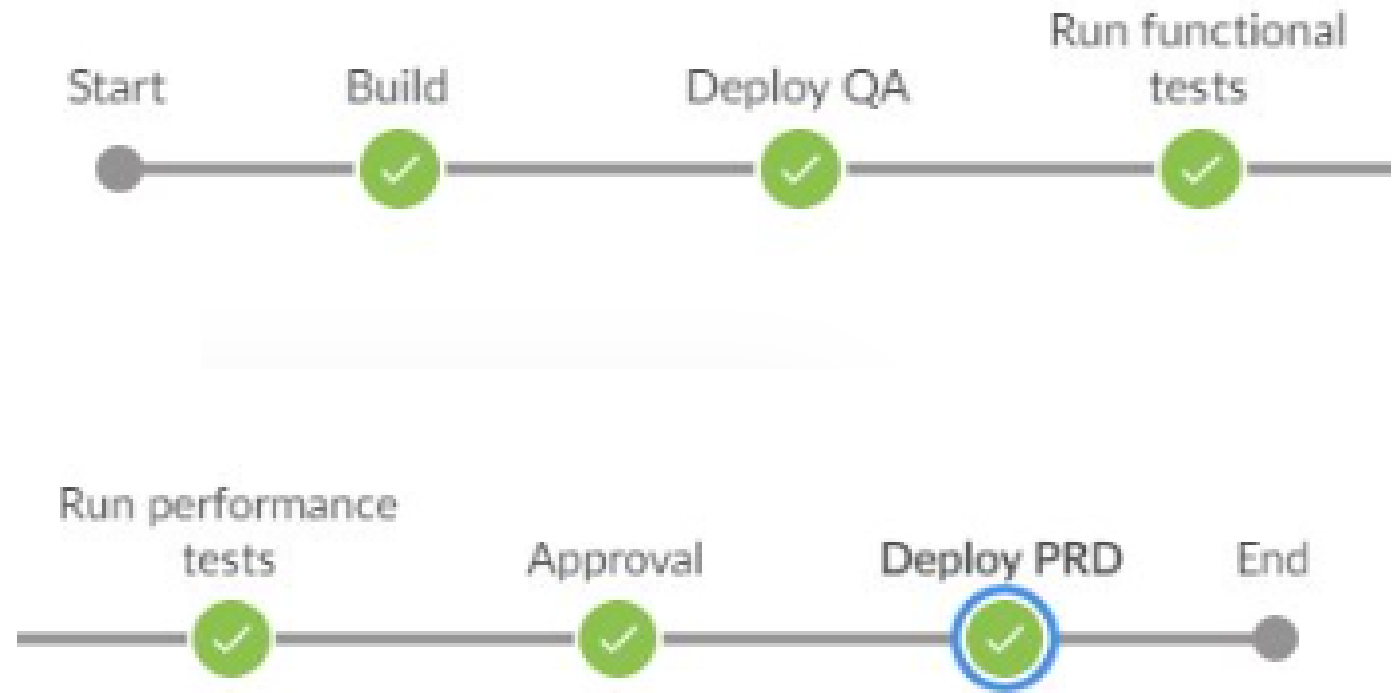 Start
Build
Deploy QA
Run functional
tests
Run performance
tests
Approval
Deploy PRD
End